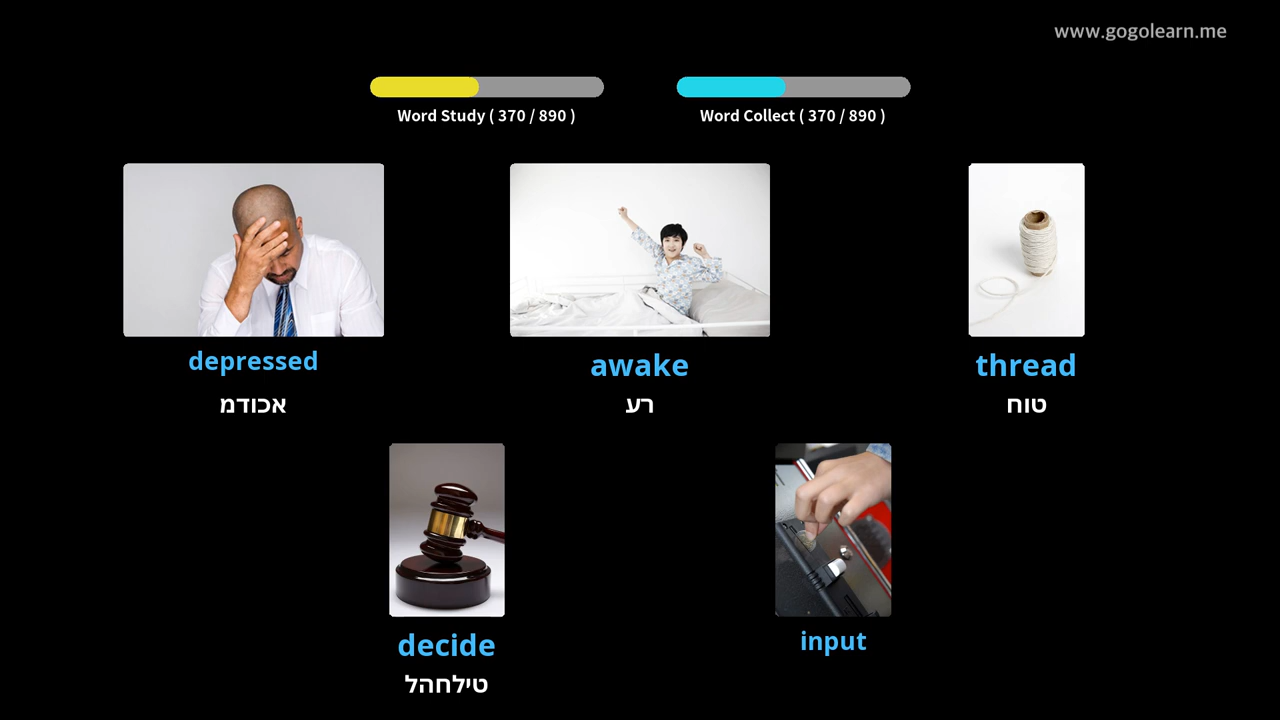 www.gogolearn.me
Word Study ( 370 / 890 )
Word Collect ( 370 / 890 )
depressed
אכודמ
awake
רע
thread
טוח
decide
טילחהל
input